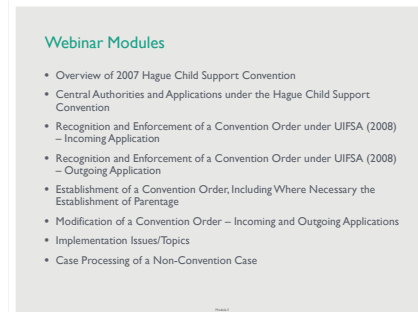 Webinar Modules
• Overview of 2007 Hague Child Support Convention
• Central Authorities and Applications under the Hague Child Support
Convention
• Recognition and Enforcement of a Convention Order under UIFSA (2008)
– Incoming Application
• Recognition and Enforcement of a Convention Order under UIFSA (2008)
– Outgoing Application
• Establishment of a Convention Order, Including Where Necessary the
Establishment of Parentage
• Modification of a Convention Order – Incoming and Outgoing Applications
• Implementation Issues/Topics
• Case Processing of a Non-Convention Case